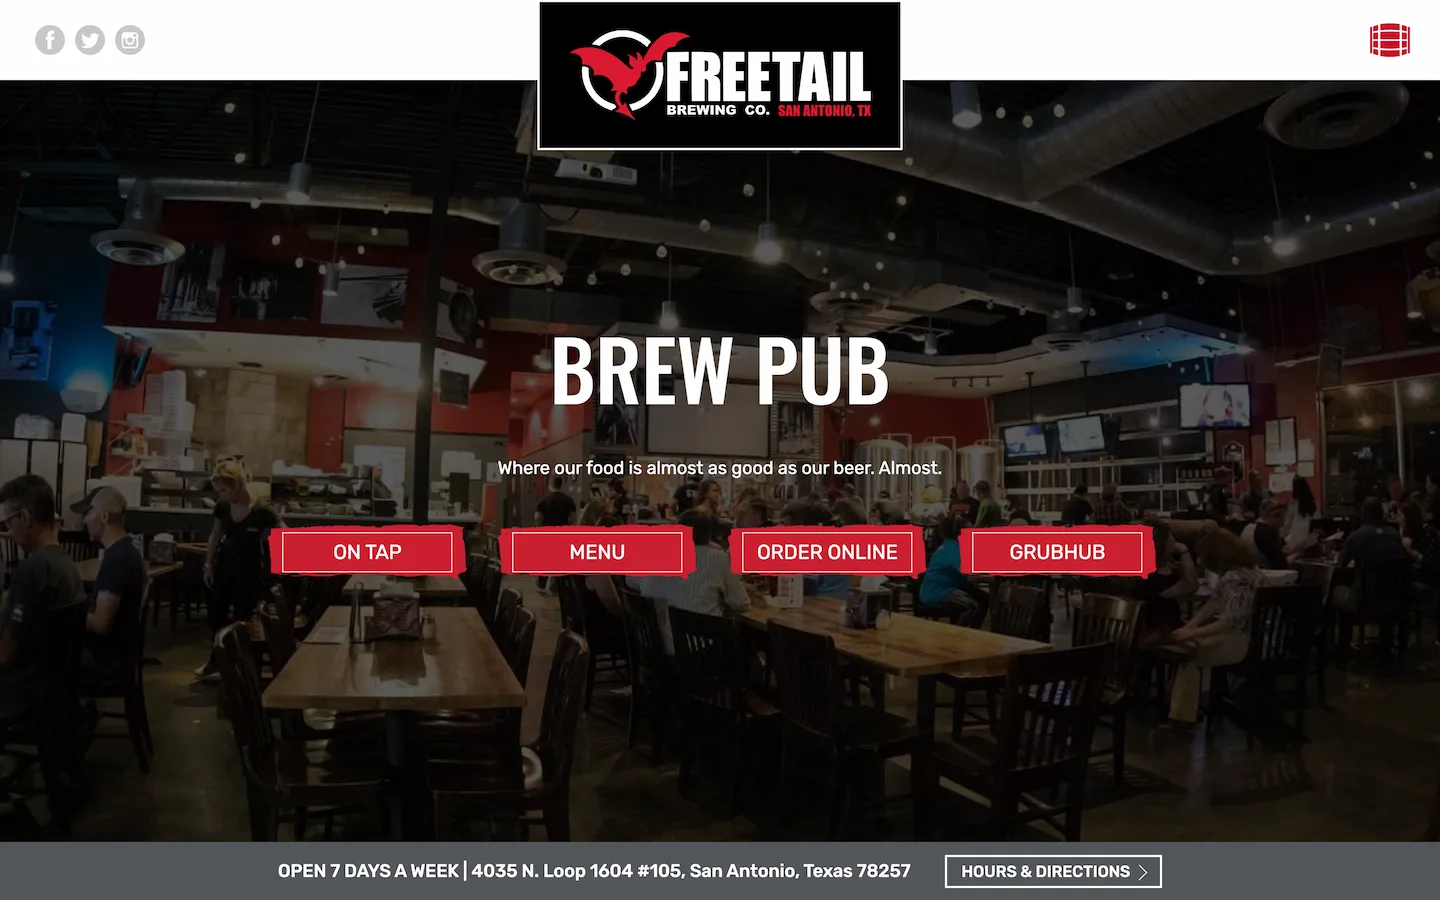 FREETAIL
BREWING CO. SAN ANTONIO, TX
BREW PUB
Where our food is almost as good as our beer. Almost.
ON TAP
MENU
ORDER ONLINE
GRUBHUB
OPEN 7 DAYS A WEEK | 4035 N. Loop 1604 #105, San Antonio, Texas 78257
HOURS & DIRECTIONS